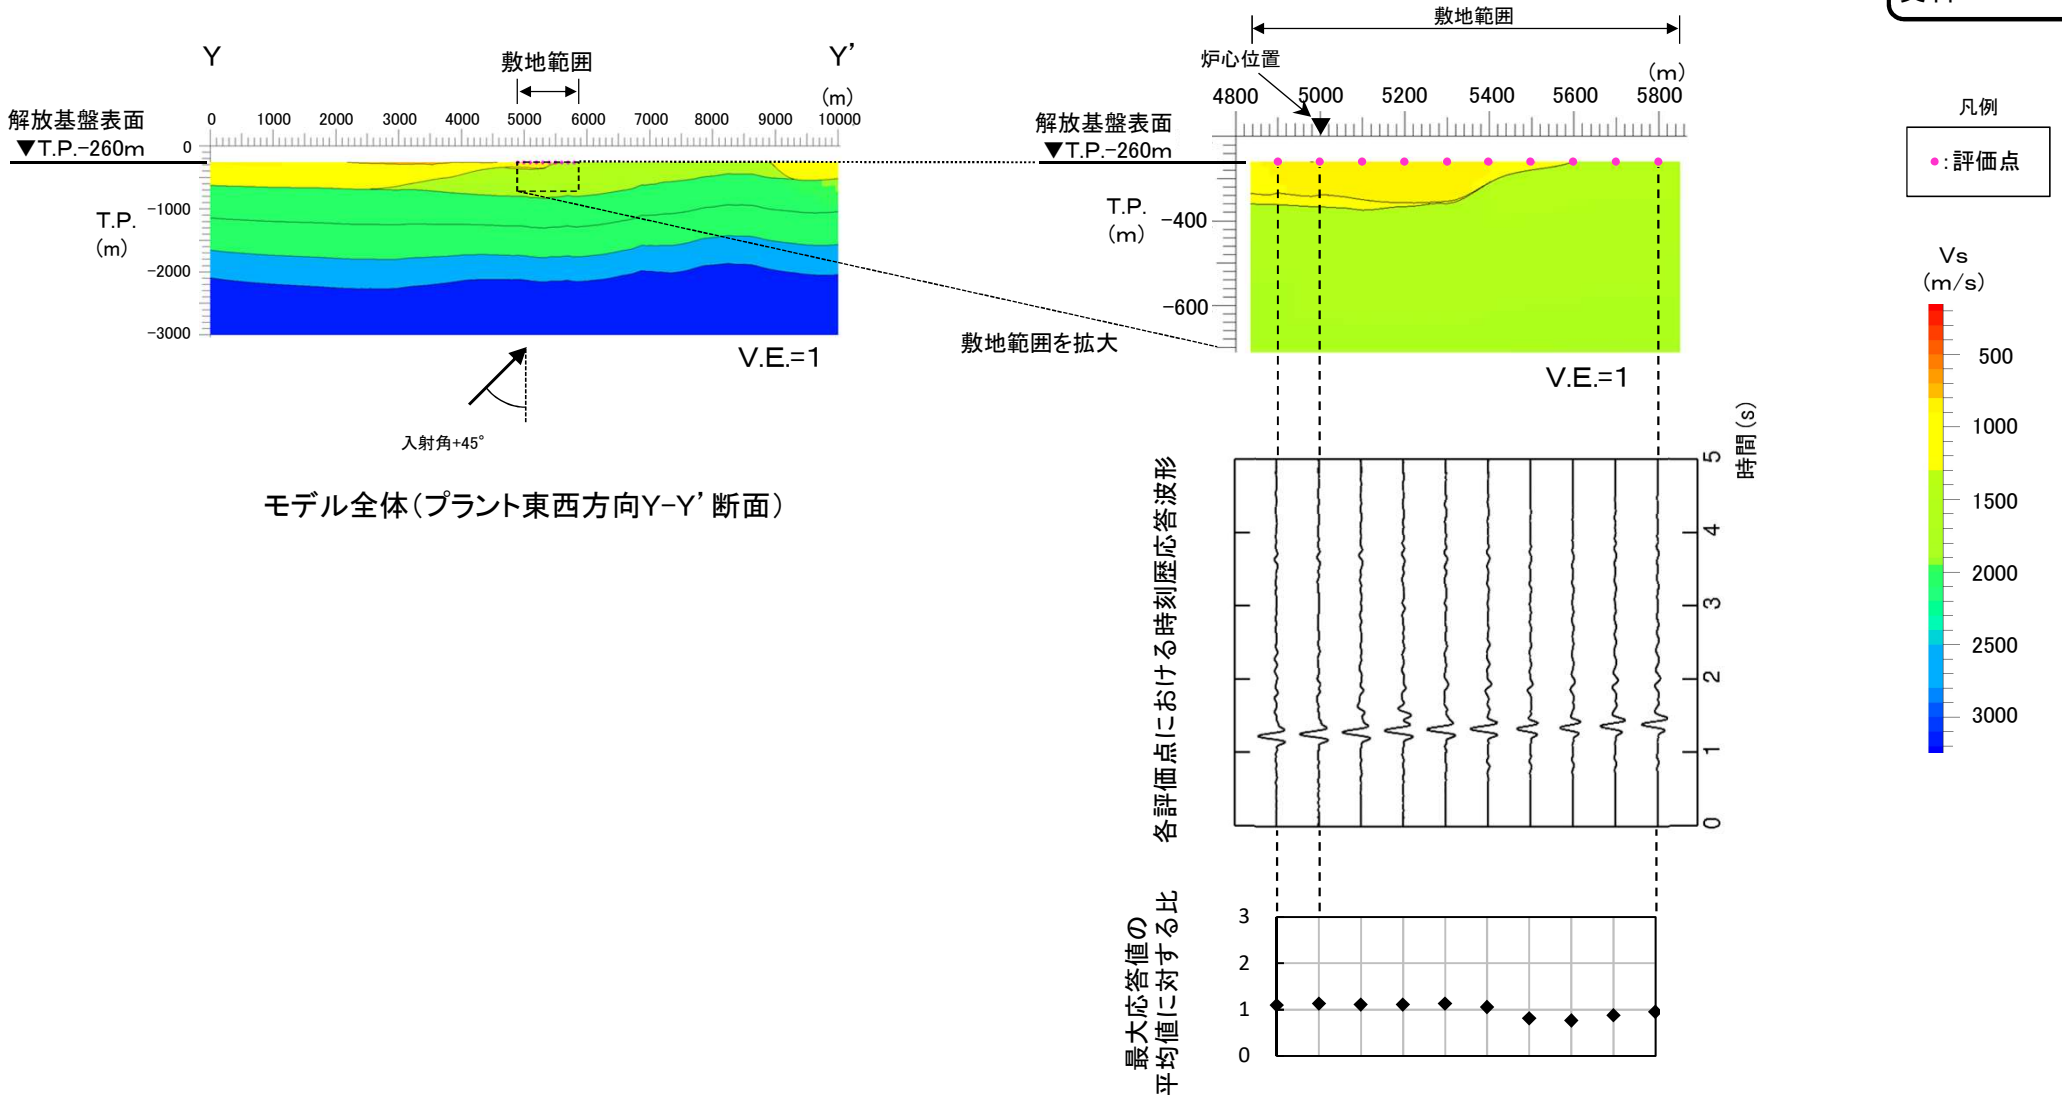 Y
Y'
敷地範囲
(m)
0 1000 2000 3000 4000 5000 6000 7000 8000 9000 10000
解放基盤表面
▼T.P.-260m
0
-1000
-2000
-3000
T.P.
(m)
V.E.=1
入射角+45°
モデル全体(プラント東西方向Y-Y'断面)
敷地範囲
炉心位置
(m)
4800 5000 5200 5400 5600 5800
解放基盤表面
▼T.P.-260m
T.P.
(m)
-400
-600
敷地範囲を拡大
V.E.=1
凡例
●:評価点
Vs
(m/s)
500
1000
1500
2000
2500
3000
各評価点における時刻歴応答波形
時間(s)
5
4
3
2
1
0
最大応答値の
平均値に対する比
3
2
1
0